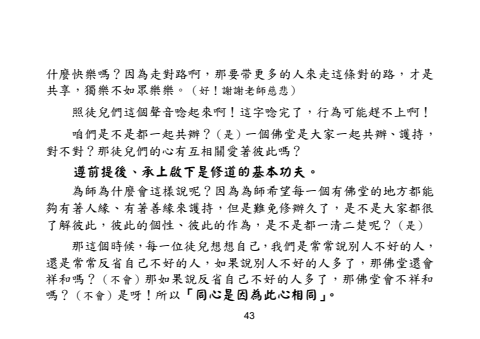 什麼快樂嗎？因為走對路啊，那要帶更多的人來走這條對的路，才是
共享，獨樂不如眾樂樂。（好！謝謝老師慈悲）
照徒兒們這個聲音唸起來啊！這字唸完了，行為可能趕不上啊！
咱們是不是都一起共辦？（是）一個佛堂是大家一起共辦、護持，
對不對？那徒兒們的心有互相關愛著彼此嗎？
遵前提後、承上啟下是修道的基本功夫。
為師為什麼會這樣說呢？因為為師希望每一個有佛堂的地方都能
夠有著人緣、有著善緣來護持，但是難免修辦久了，是不是大家都很
了解彼此，彼此的個性、彼此的作為，是不是都一清二楚呢？（是）
那這個時候，每一位徒兒想想自己，我們是常常說別人不好的人，
還是常常反省自己不好的人，如果說別人不好的人多了，那佛堂還會
祥和嗎？（不會）那如果說反省自己不好的人多了，那佛堂會不祥和
嗎？（不會）是呀！所以「同心是因為此心相同」。
43